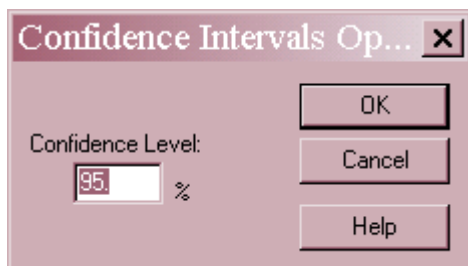 Confidence Intervals Op...
OK
Confidence Level:
Cancel
95. %
Help